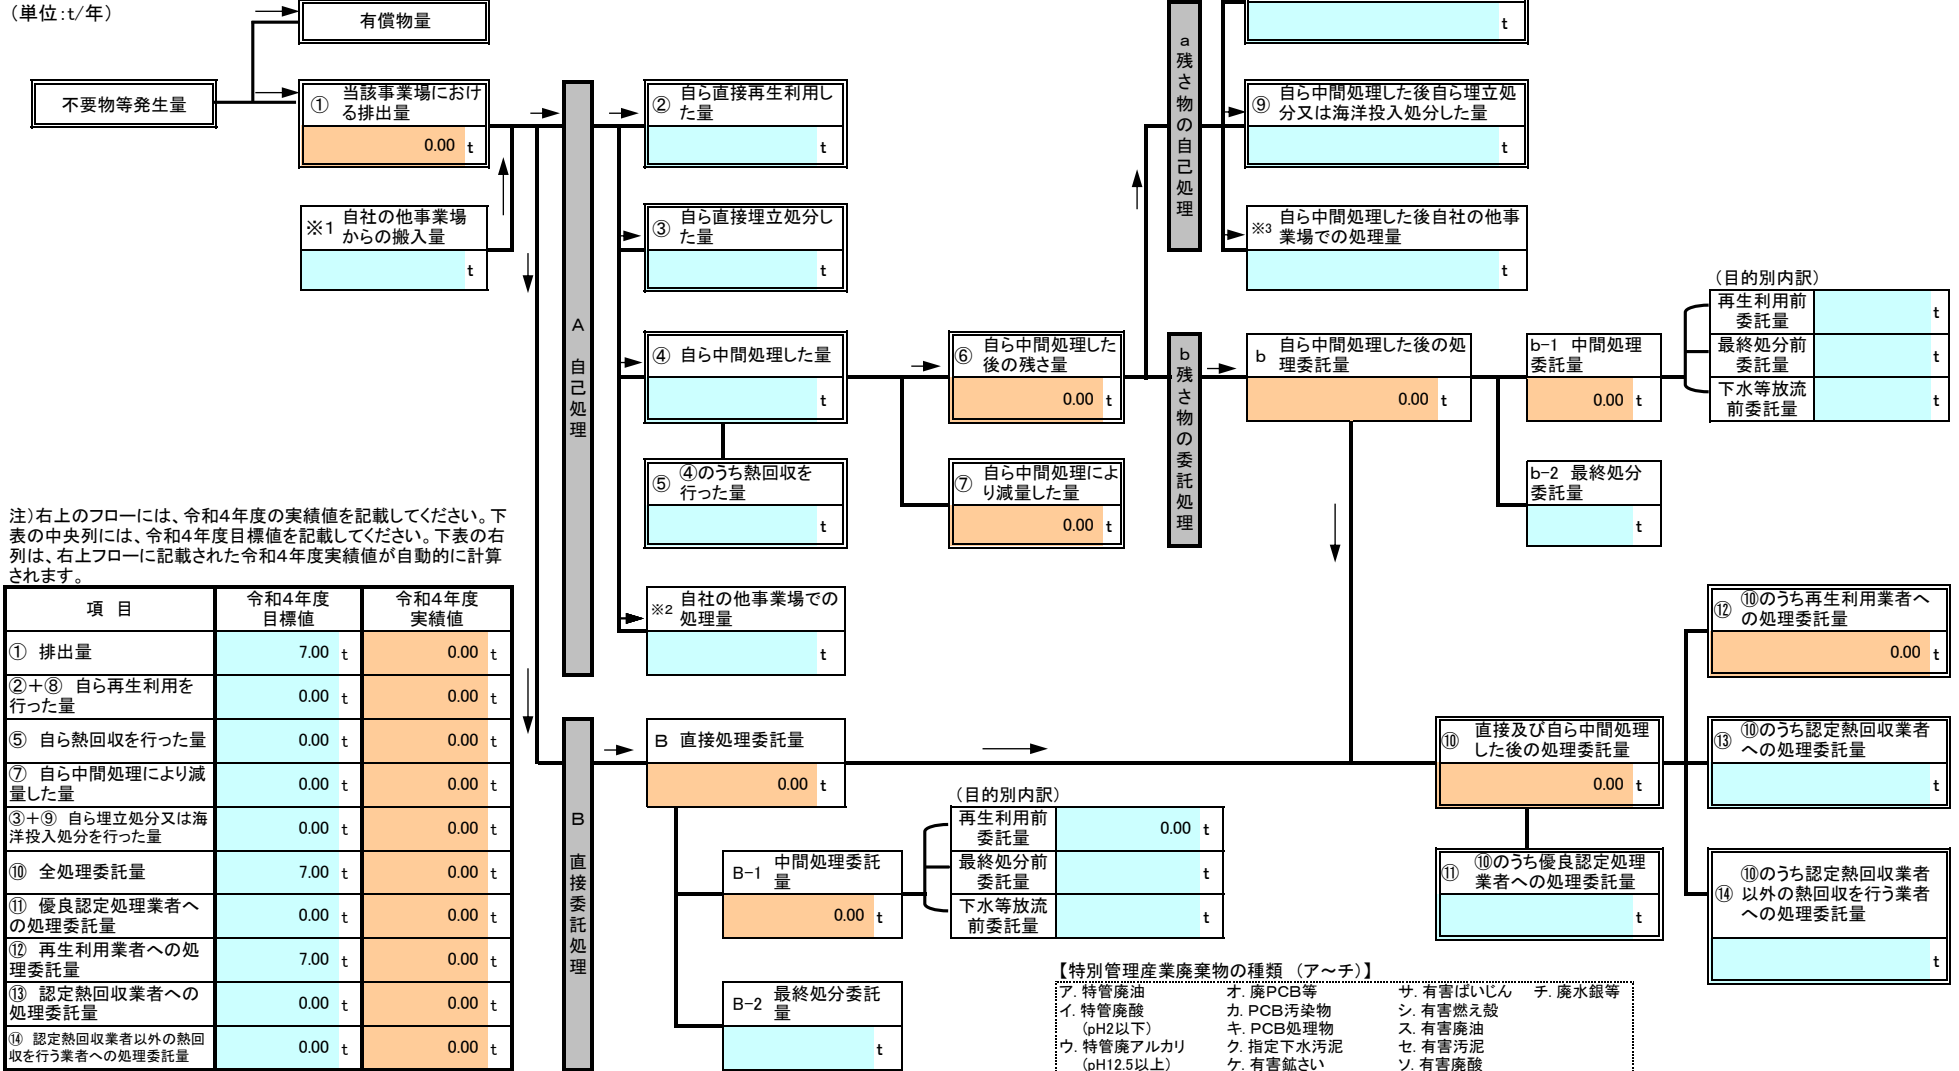 (単位:t/年)
有償物量
t
不要物等発生量
① 当該事業場におけ
る排出量
0.00 t
※1 自社の他事業場
からの搬入量
t
A 自己処理
② 自ら直接再生利用し
た量
t
③ 自ら直接埋立処分し
た量
t
④ 自ら中間処理した量
t
⑤ ④のうち熱回収を
行った量
t
※2 自社の他事業場での
処理量
t
⑥ 自ら中間処理した
後の残さ量
0.00 t
⑦ 自ら中間処理によ
り減量した量
0.00 t
a 残さ物の自己処理
⑨ 自ら中間処理した後自ら埋立処
分又は海洋投入処分した量
t
※3 自ら中間処理した後自社の他事
業場での処理量
t
b 残さ物の委託処理
b 自ら中間処理した後の処
理委託量
0.00 t
b-1 中間処理
委託量
0.00 t
(目的別内訳)
再生利用前
委託量
t
最終処分前
委託量
t
下水等放流
前委託量
t
b-2 最終処分
委託量
t
注)右上のフローには、令和4年度の実績値を記載してください。下
表の中央列には、令和4年度目標値を記載してください。下表の右
列は、右上フローに記載された令和4年度実績値が自動的に計算
されます。
項 目 令和4年度
目標値 令和4年度
実績値
① 排出量 7.00 t 0.00 t
②+⑧ 自ら再生利用を
行った量 0.00 t 0.00 t
⑤ 自ら熱回収を行った量 0.00 t 0.00 t
⑦ 自ら中間処理により減
量した量 0.00 t 0.00 t
③+⑨ 自ら埋立処分又は海
洋投入処分を行った量 0.00 t 0.00 t
⑩ 全処理委託量 7.00 t 0.00 t
⑪ 優良認定処理業者へ
の処理委託量 0.00 t 0.00 t
⑫ 再生利用業者への処
理委託量 7.00 t 0.00 t
⑬ 認定熱回収業者への
処理委託量 0.00 t 0.00 t
⑭ 認定熱回収業者以外の熱回
収を行う業者への処理委託量 0.00 t 0.00 t
B 直接委託処理
B 直接処理委託量
0.00 t
B-1 中間処理委託
量
0.00 t
(目的別内訳)
再生利用前
委託量
0.00 t
最終処分前
委託量
t
下水等放流
前委託量
t
B-2 最終処分委託
量
t
⑩ 直接及び自ら中間処理
した後の処理委託量
0.00 t
⑪ ⑩のうち優良認定処理
業者への処理委託量
t
⑫ ⑩のうち再生利用業者へ
の処理委託量
0.00 t
⑬ ⑩のうち認定熱回収業者
への処理委託量
t
⑭ ⑩のうち認定熱回収業者
以外の熱回収を行う業者
への処理委託量
t
【特別管理産業廃棄物の種類 (ア~チ)】
ア. 特管廃油 オ. 廃PCB等 サ. 有害ばいじん チ. 廃水銀等
イ. 特管廃酸 カ. PCB汚染物 シ. 有害燃え殻
(pH2以下) キ. PCB処理物 ス. 有害廃油
ウ. 特管廃アルカリ ク. 指定下水汚泥 セ. 有害汚泥
(pH12.5以上) ケ. 有害鉱さい ソ. 有害廃酸